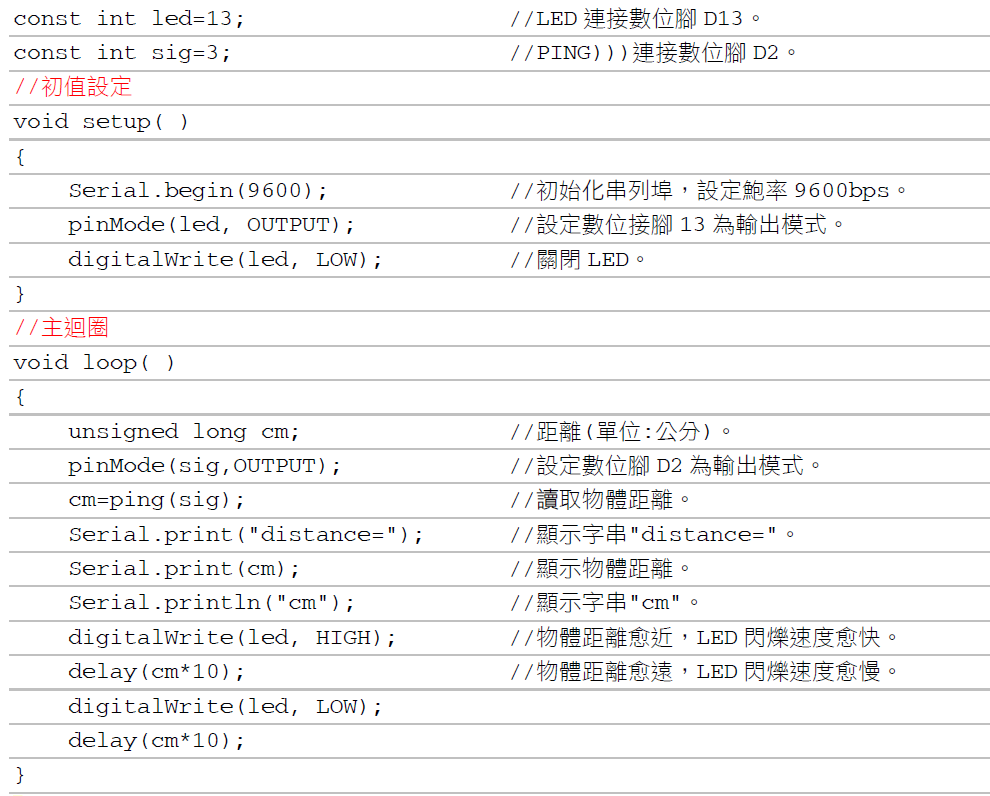 const int led=13; //LED 連接數位腳 D13。
const int sig=3; //PING)))連接數位腳 D2。
//初值設定
void setup( )
{
Serial.begin(9600); //初始化串列埠，設定鮑率 9600bps。
pinMode(led, OUTPUT); //設定數位接腳 13 為輸出模式。
digitalWrite(led, LOW); //關閉 LED。
}
//主迴圈
void loop( )
{
unsigned long cm; //距離(單位:公分)。
pinMode(sig,OUTPUT); //設定數位腳 D2 為輸出模式。
cm=ping(sig); //讀取物體距離。
Serial.print("distance="); //顯示字串"distance="。
Serial.print(cm); //顯示物體距離。
Serial.println("cm"); //顯示字串"cm"。
digitalWrite(led, HIGH); //物體距離愈近，LED 閃爍速度愈快。
delay(cm*10); //物體距離愈遠，LED 閃爍速度愈慢。
digitalWrite(led, LOW);
delay(cm*10);
}